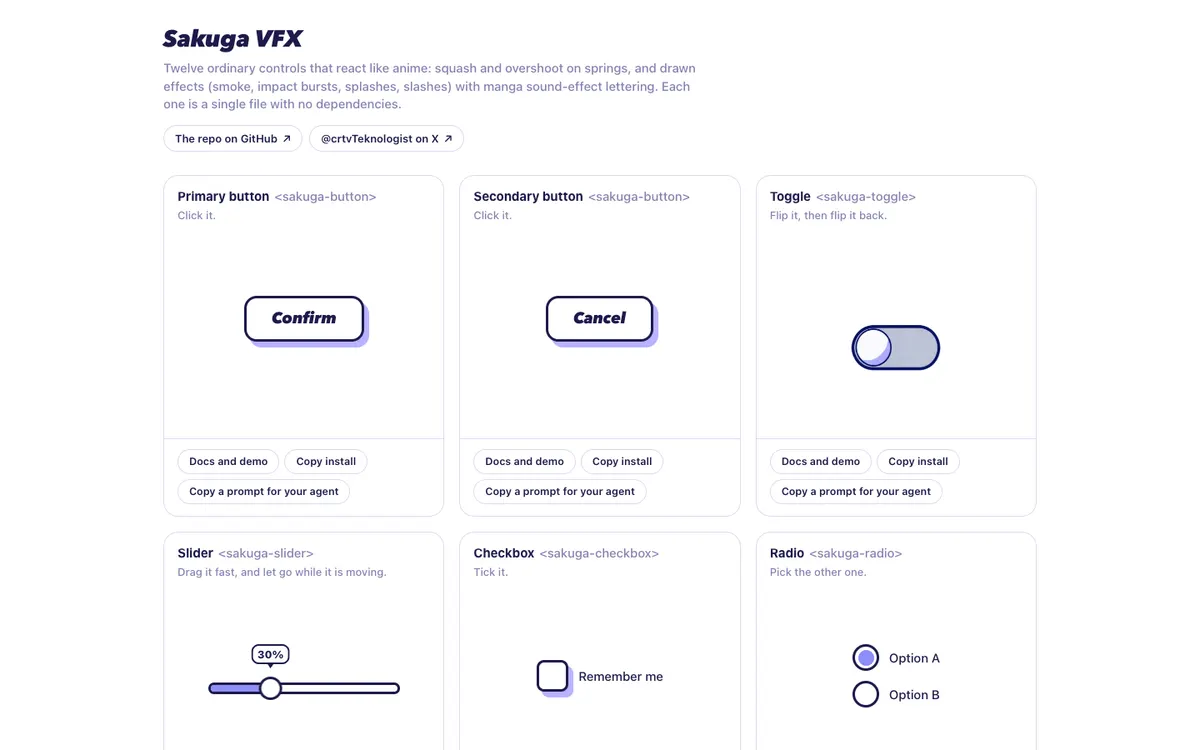 Sakuga VFX
Twelve ordinary controls that react like anime: squash and overshoot on springs, and drawn
effects (smoke, impact bursts, splashes, slashes) with manga sound-effect lettering. Each
one is a single file with no dependencies.
The repo on GitHub ↗
@crtvTeknologist on X ↗
Primary button <sakuga-button>
Click it.
Confirm
Docs and demo
Copy install
Copy a prompt for your agent
Secondary button <sakuga-button>
Click it.
Cancel
Docs and demo
Copy install
Copy a prompt for your agent
Toggle <sakuga-toggle>
Flip it, then flip it back.
Docs and demo
Copy install
Copy a prompt for your agent
Slider <sakuga-slider>
Drag it fast, and let go while it is moving.
30%
Checkbox <sakuga-checkbox>
Tick it.
Remember me
Radio <sakuga-radio>
Pick the other one.
Option A
Option B